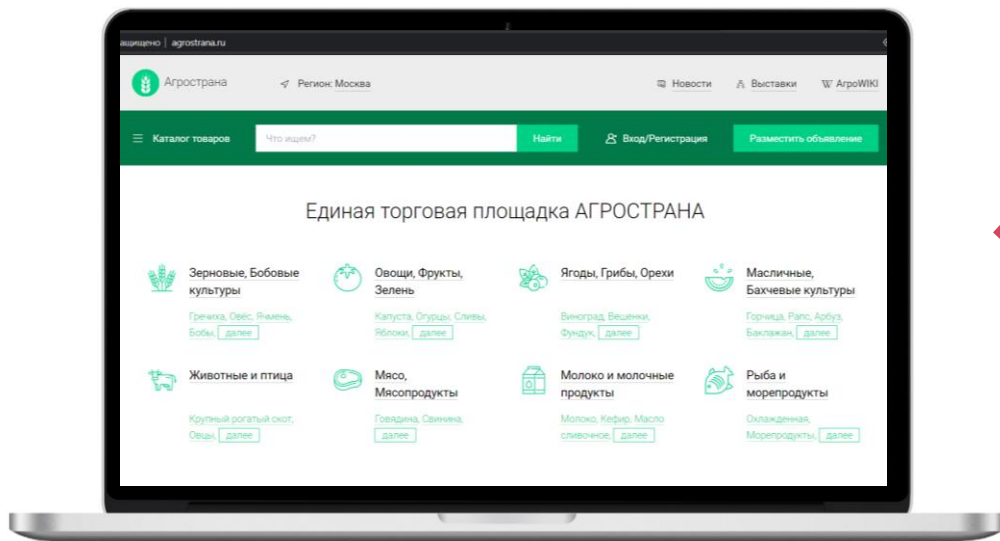 ащищено | agrostrana.ru
Агространа
Регион: Москва
Новости
Выставки
АгроWIKI
Каталог товаров
Что ищем?
Найти
Вход/Регистрация
Разместить объявление
Единая торговая площадка АГРОСТРАНА
Зерновые, Бобовые
культуры
Гречиха, Овёс, Ячмень,
Бобы, далее
Овощи, Фрукты,
Зелень
Капуста, Огурцы, Сливы,
Яблоки, далее
Ягоды, Грибы, Орехи
Виноград, Вешенки,
Фундук, далее
Масличные,
Бахчевые культуры
Горчица, Рапс, Арбуз,
Баклажан, далее
Животные и птица
Крупный рогатый скот,
Овцы, далее
Мясо,
Мясопродукты
Говядина, Свинина,
далее
Молоко и молочные
продукты
Молоко, Кефир, Масло
сливочное, далее
Рыба и
морепродукты
Охлажденная,
Морепродукты, далее